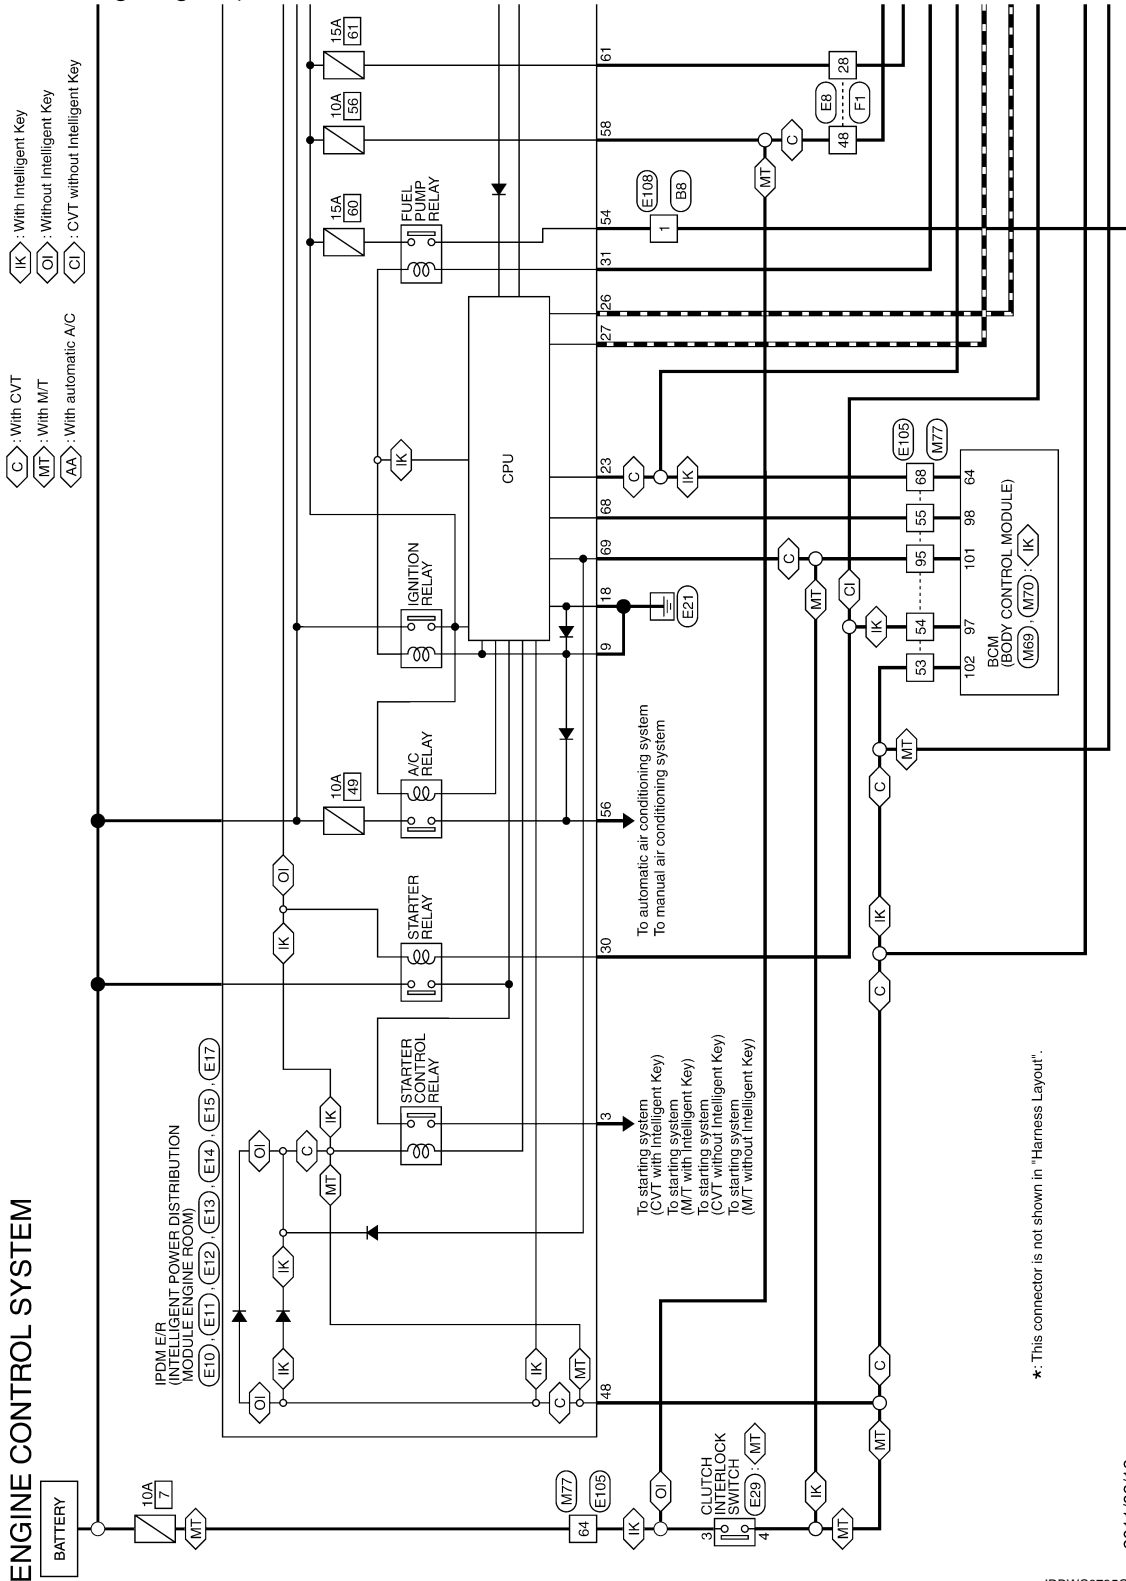 ENGINE CONTROL SYSTEM
C : With CVT
MT : With M/T
AA : With automatic A/C
IK : With Intelligent Key
OI : Without Intelligent Key
CI : CVT without Intelligent Key
BATTERY
10A
7
MT
IPDM E/R
(INTELLIGENT POWER DISTRIBUTION
MODULE ENGINE ROOM)
E10 , E11 , E12 , E13 , E14 , E15 , E17
OI
OI
IK
IK
C
MT
IK
IK
OI
10A
49
15A
60
10A
56
15A
61
STARTER
CONTROL
RELAY
STARTER
RELAY
A/C
RELAY
IGNITION
RELAY
IK
FUEL
PUMP
RELAY
CPU
IK
C
MT
48
3
30
56
9
18
69
68
23
27
26
31
54
58
61
M77
E105
64
IK
OI
To starting system
(CVT with Intelligent Key)
To starting system
(M/T with Intelligent Key)
To starting system
(CVT without Intelligent Key)
To starting system
(M/T without Intelligent Key)
To automatic air conditioning system
To manual air conditioning system
E21
C
IK
E108
B8
1
MT
C
E8
F1
48
28
CLUTCH
INTERLOCK
SWITCH
E29 : MT
3
4
IK
MT
MT
C
C
IK
C
MT
C
MT
CI
IK
E105
M77
53
54
95
55
68
102
97
101
98
64
BCM
(BODY CONTROL MODULE)
M69 , M70 : IK
*: This connector is not shown in "Harness Layout".